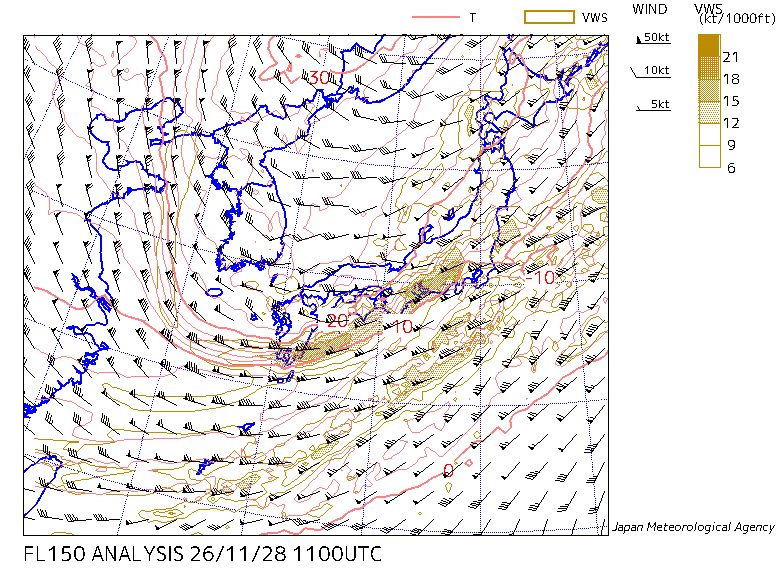 T VWS WIND VWS
(kt/1000ft)
50kt
10kt
5kt
21
18
15
12
9
6
-30
-10
-20
-10
0
Japan Meteorological Agency
FL150 ANALYSIS 26/11/28 1100UTC